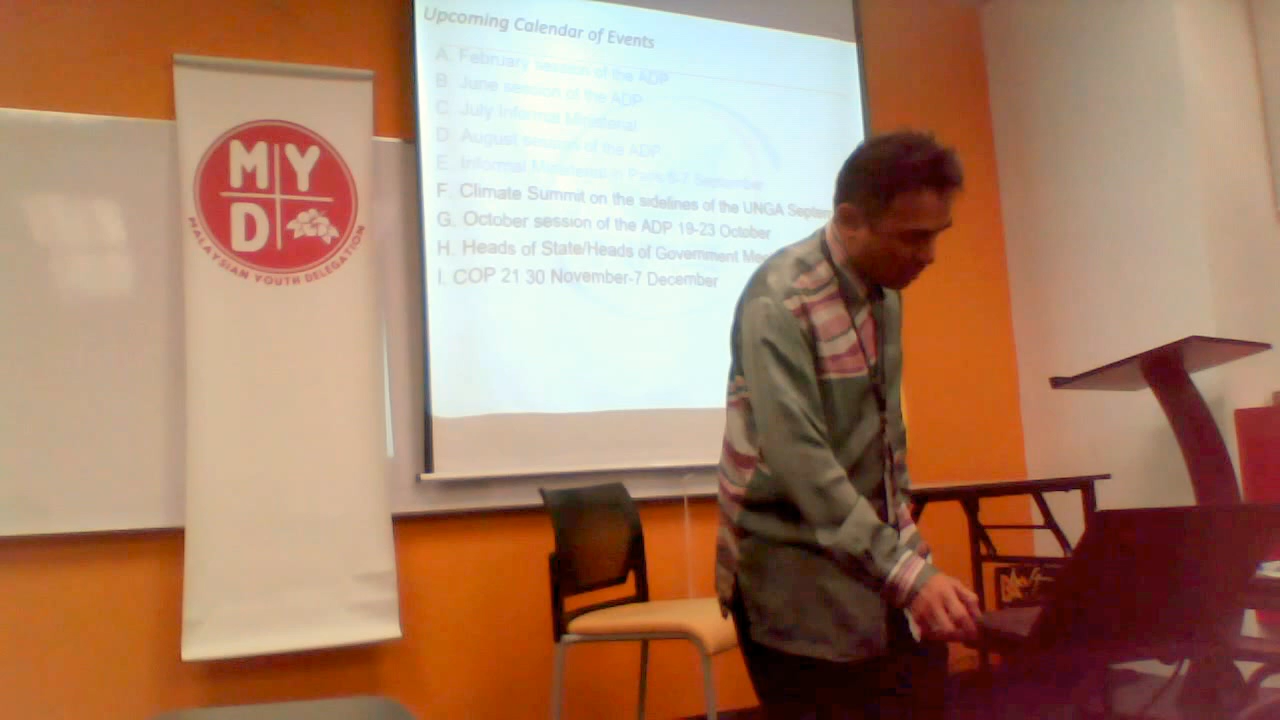 Upcoming Calendar of Events
A. February session of the ADP
B. June session of the ADP
C. July Informal Ministerial
D. August session of the ADP
E. Informal Ministerial in Paris 6-7 September
F. Climate Summit on the sidelines of the UNGA Septem
G. October session of the ADP 19-23 October
H. Heads of State/Heads of Government Mee
I. COP 21 30 November-7 December
MY
D
MALAYSIAN YOUTH DELEGATION